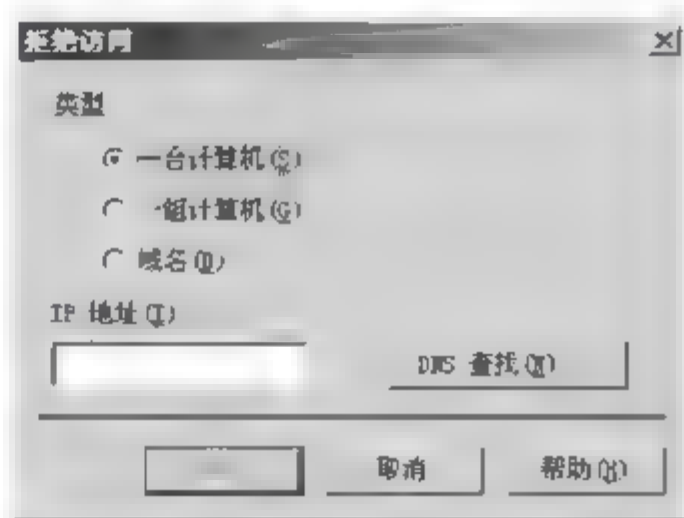 拒绝访问
类型
一台计算机(S)
一组计算机(G)
域名(D)
IP 地址(I)
DNS 查找(N)
取消
帮助(H)